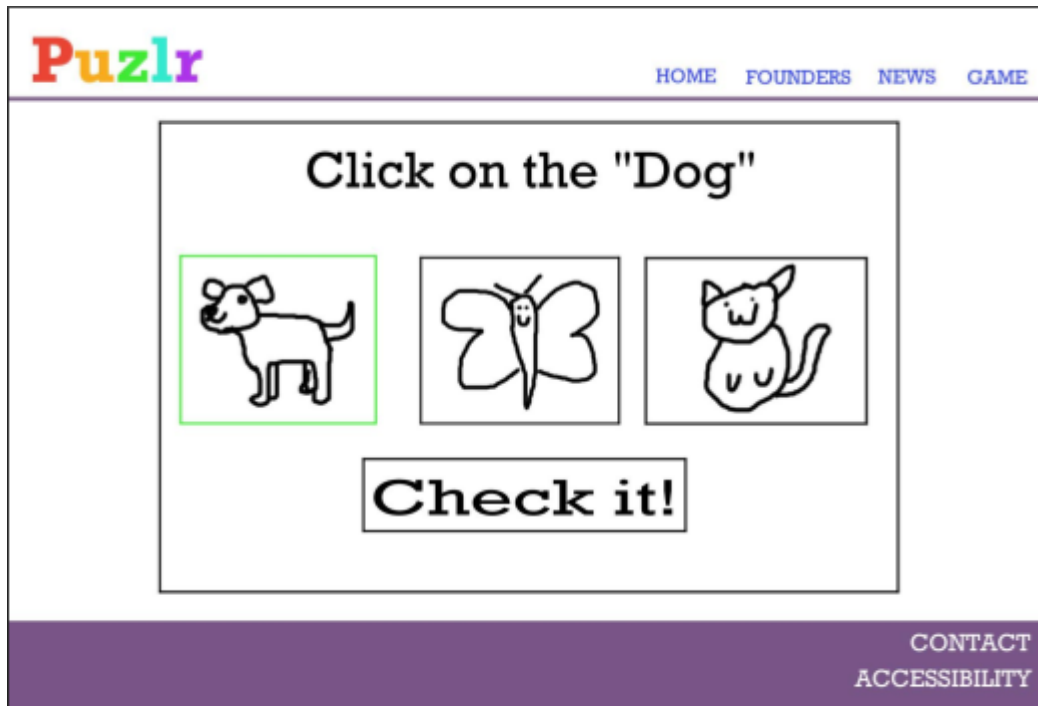 Puzlr
HOME FOUNDERS NEWS GAME
Click on the "Dog"
Check it!
CONTACT
ACCESSIBILITY